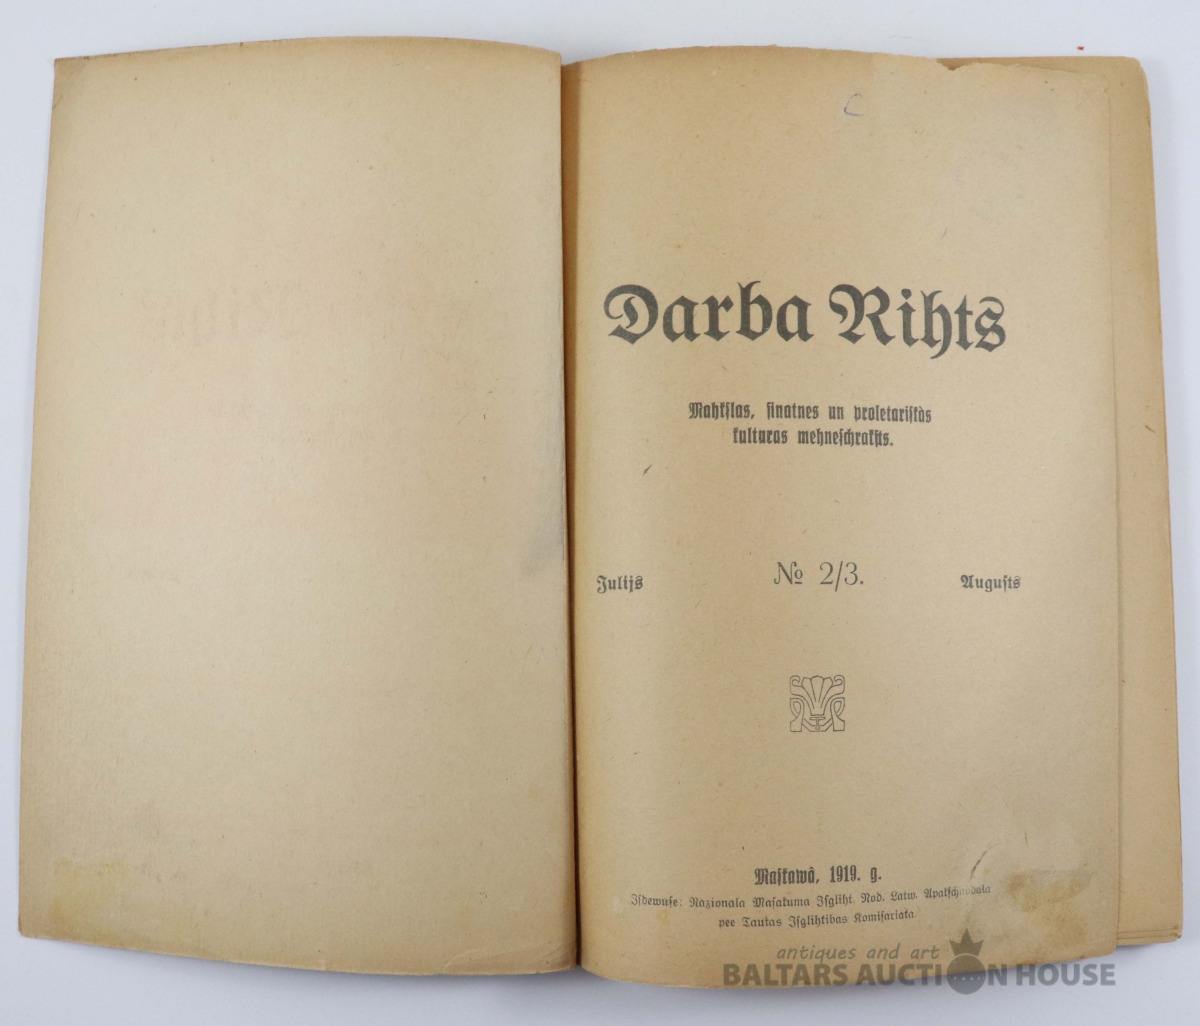 C
Darba Rihts
Mahkſlas, ſinatnes un proletariſkàs
kulturas mehneſchrakſts.
Julijs № 2/3. Auguſts
Maſkawâ, 1919. g.
Iſdewuſe: Nazionala Maſakuma Iſgliht. Nod. Latw. Apakſchnodala
pee Tautas Iſglihtibas Komiſariata
antiques and art
BALTARS AUCTION HOUSE